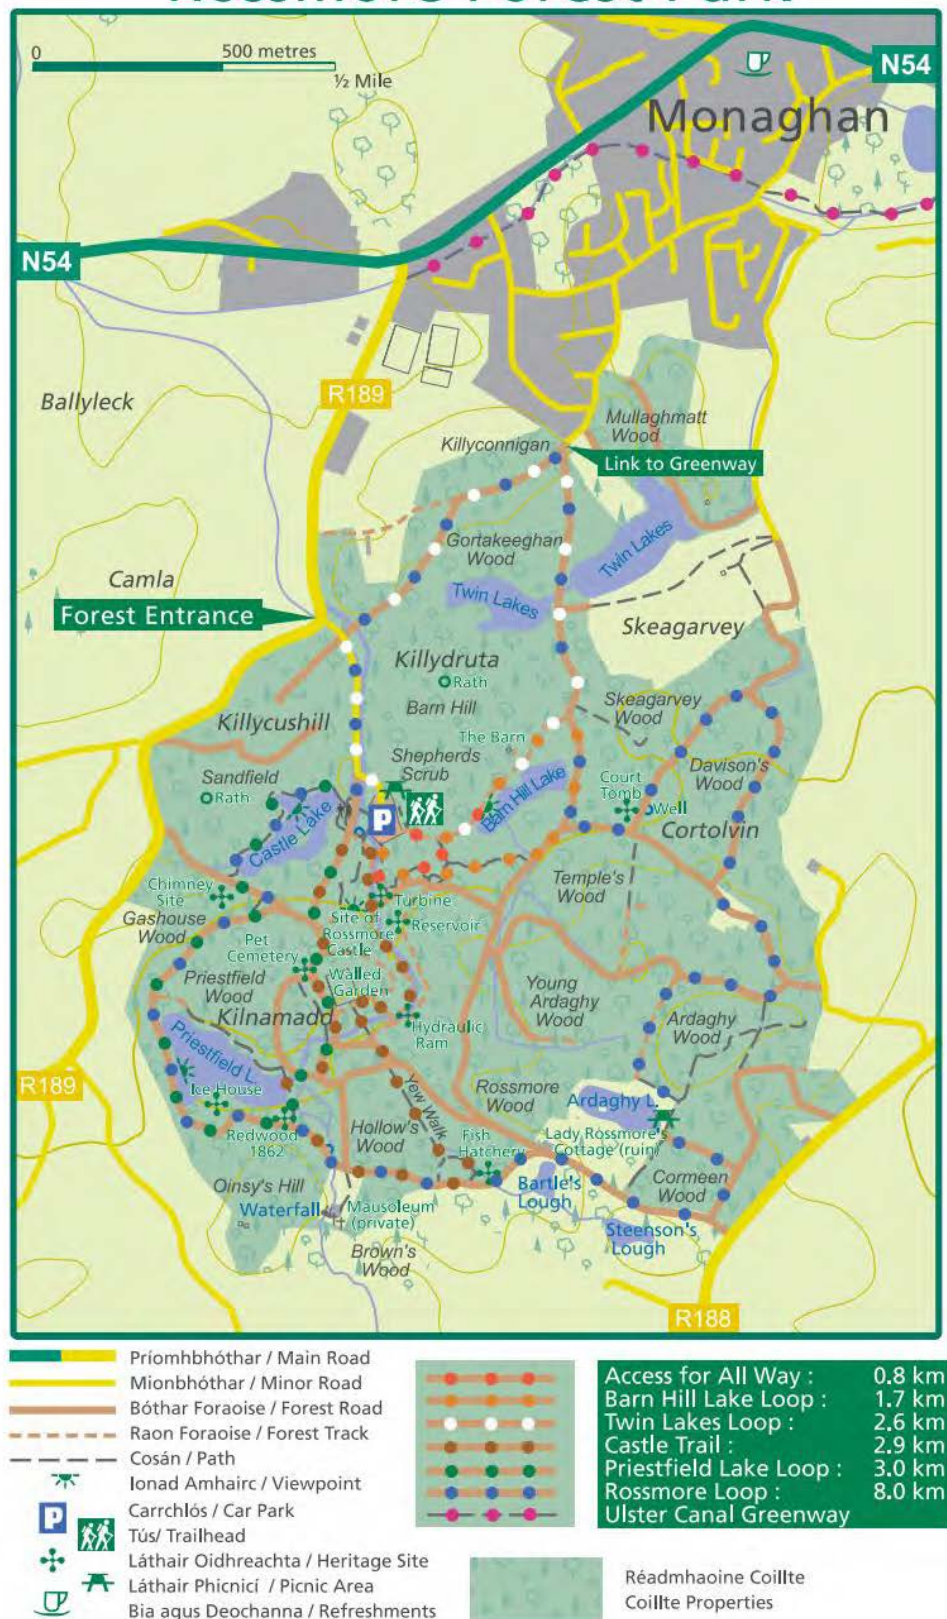 0
500 metres
½ Mile
N54
Monaghan
N54
Ballyleck
R189
Mullaghmatt
Wood
Killyconnigan
Link to Greenway
Gortakeeghan
Wood
Twin Lakes
Twin Lakes
Camla
Forest Entrance
Skeagarvey
Killydruta
Rath
Barn Hill
Skeagarvey
Wood
Killycushill
The Barn
Shepherds
Scrub
Davison's
Wood
Sandfield
Rath
Court
Tomb
Well
Castle Lake
P
Barn Hill Lake
Cortolvin
Chimney
Site
Temple's
Wood
Gashouse
Wood
Turbine
Site of
Rossmore
Castle
Reservoir
Pet
Cemetery
Walled
Garden
Priestfield
Wood
Young
Ardaghy
Wood
Ardaghy
Wood
Kilnamadd
Hydraulic
Ram
Priestfield L.
R189
Ice House
Rossmore
Wood
Ardaghy L.
Yew Walk
Redwood
1862
Hollow's
Wood
Fish
Hatchery
Lady Rossmore's
Cottage (ruin)
Oinsy's Hill
Bartle's
Lough
Cormeen
Wood
Waterfall
Mausoleum
(private)
Steenson's
Lough
Brown's
Wood
R188
Príomhbhóthar / Main Road
Mionbhóthar / Minor Road
Bóthar Foraoise / Forest Road
Raon Foraoise / Forest Track
Cosán / Path
Ionad Amhairc / Viewpoint
P
Carrchlós / Car Park
Tús/ Trailhead
Láthair Oidhreachta / Heritage Site
Láthair Phicnicí / Picnic Area
Bia agus Deochanna / Refreshments
Access for All Way : 0.8 km
Barn Hill Lake Loop : 1.7 km
Twin Lakes Loop : 2.6 km
Castle Trail : 2.9 km
Priestfield Lake Loop : 3.0 km
Rossmore Loop : 8.0 km
Ulster Canal Greenway
Réadmhaoine Coillte
Coillte Properties